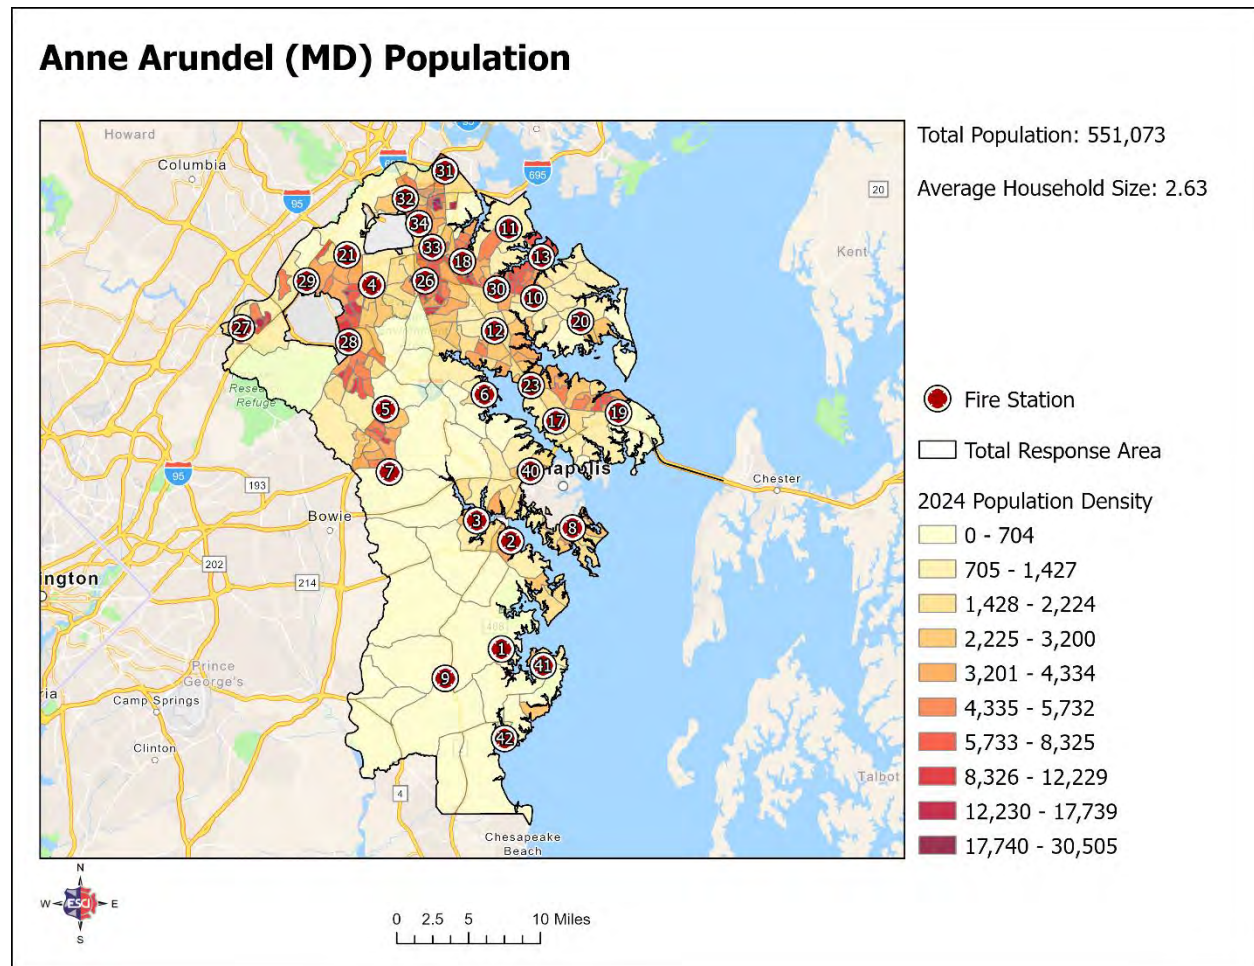 Anne Arundel (MD) Population
Total Population: 551,073
Average Household Size: 2.63
Howard
Columbia
95
695
95
20
Kent
31
32
34
11
21
33
18
13
29
4
26
30
10
27
28
12
20
6
23
5
17
19
7
40
napolis
Chester
95
193
Bowie
3
2
8
202
ington
214
1
41
9
Prince
George's
ria
Camp Springs
42
Clinton
4
Talbot
Chesapeake
Beach
Refuge
Fire Station
Total Response Area
2024 Population Density
0 - 704
705 - 1,427
1,428 - 2,224
2,225 - 3,200
3,201 - 4,334
4,335 - 5,732
5,733 - 8,325
8,326 - 12,229
12,230 - 17,739
17,740 - 30,505
N
W E
S
ESCI
0 2.5 5 10 Miles